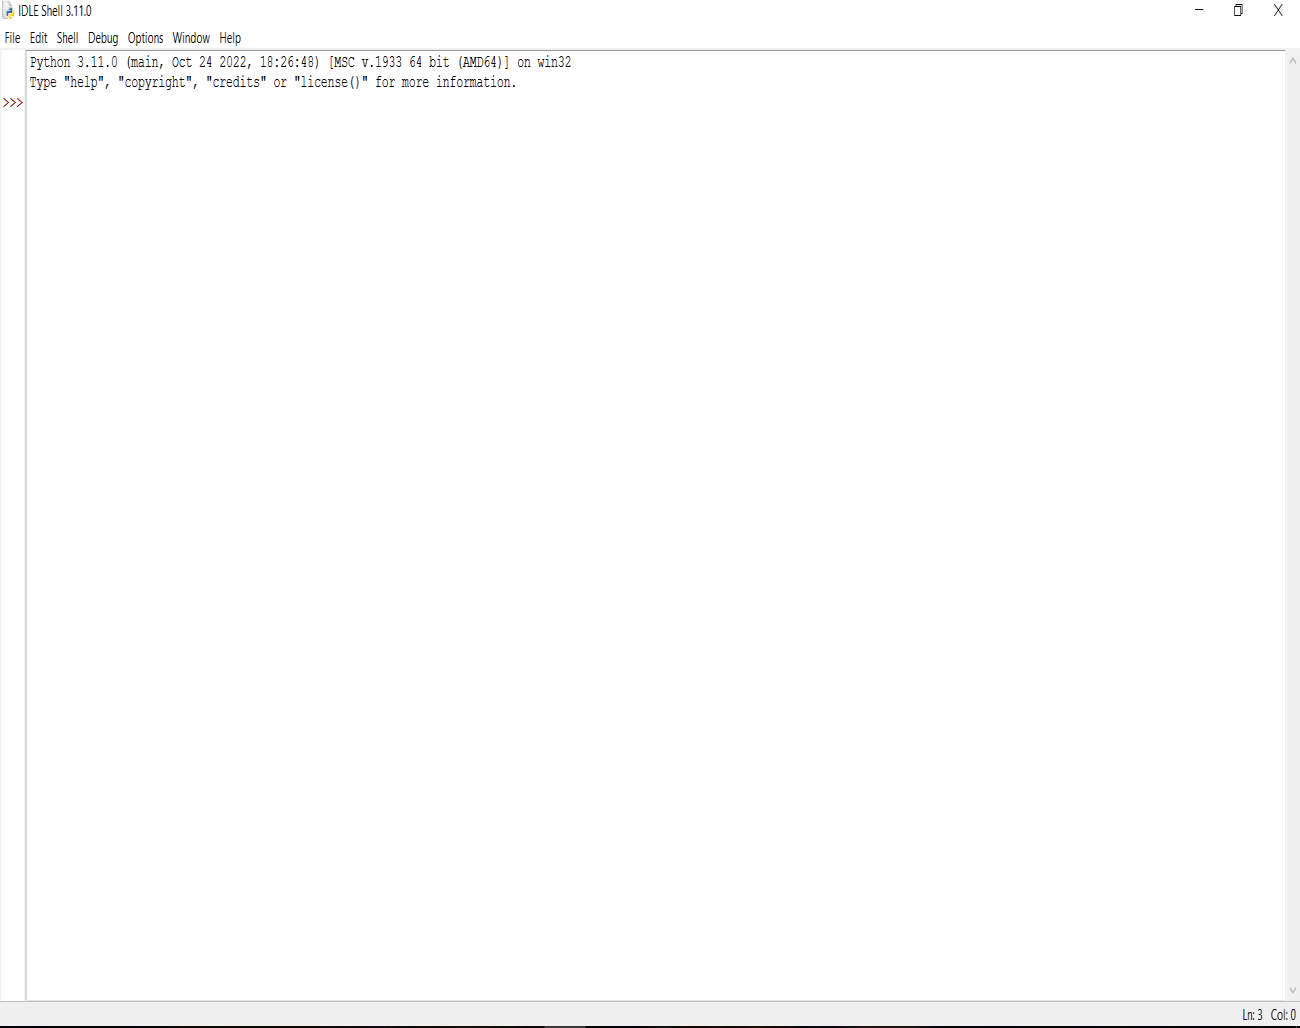 IDLE Shell 3.11.0
File Edit Shell Debug Options Window Help
Python 3.11.0 (main, Oct 24 2022, 18:26:48) [MSC v.1933 64 bit (AMD64)] on win32
Type "help", "copyright", "credits" or "license()" for more information.
>>>
Ln: 3 Col: 0